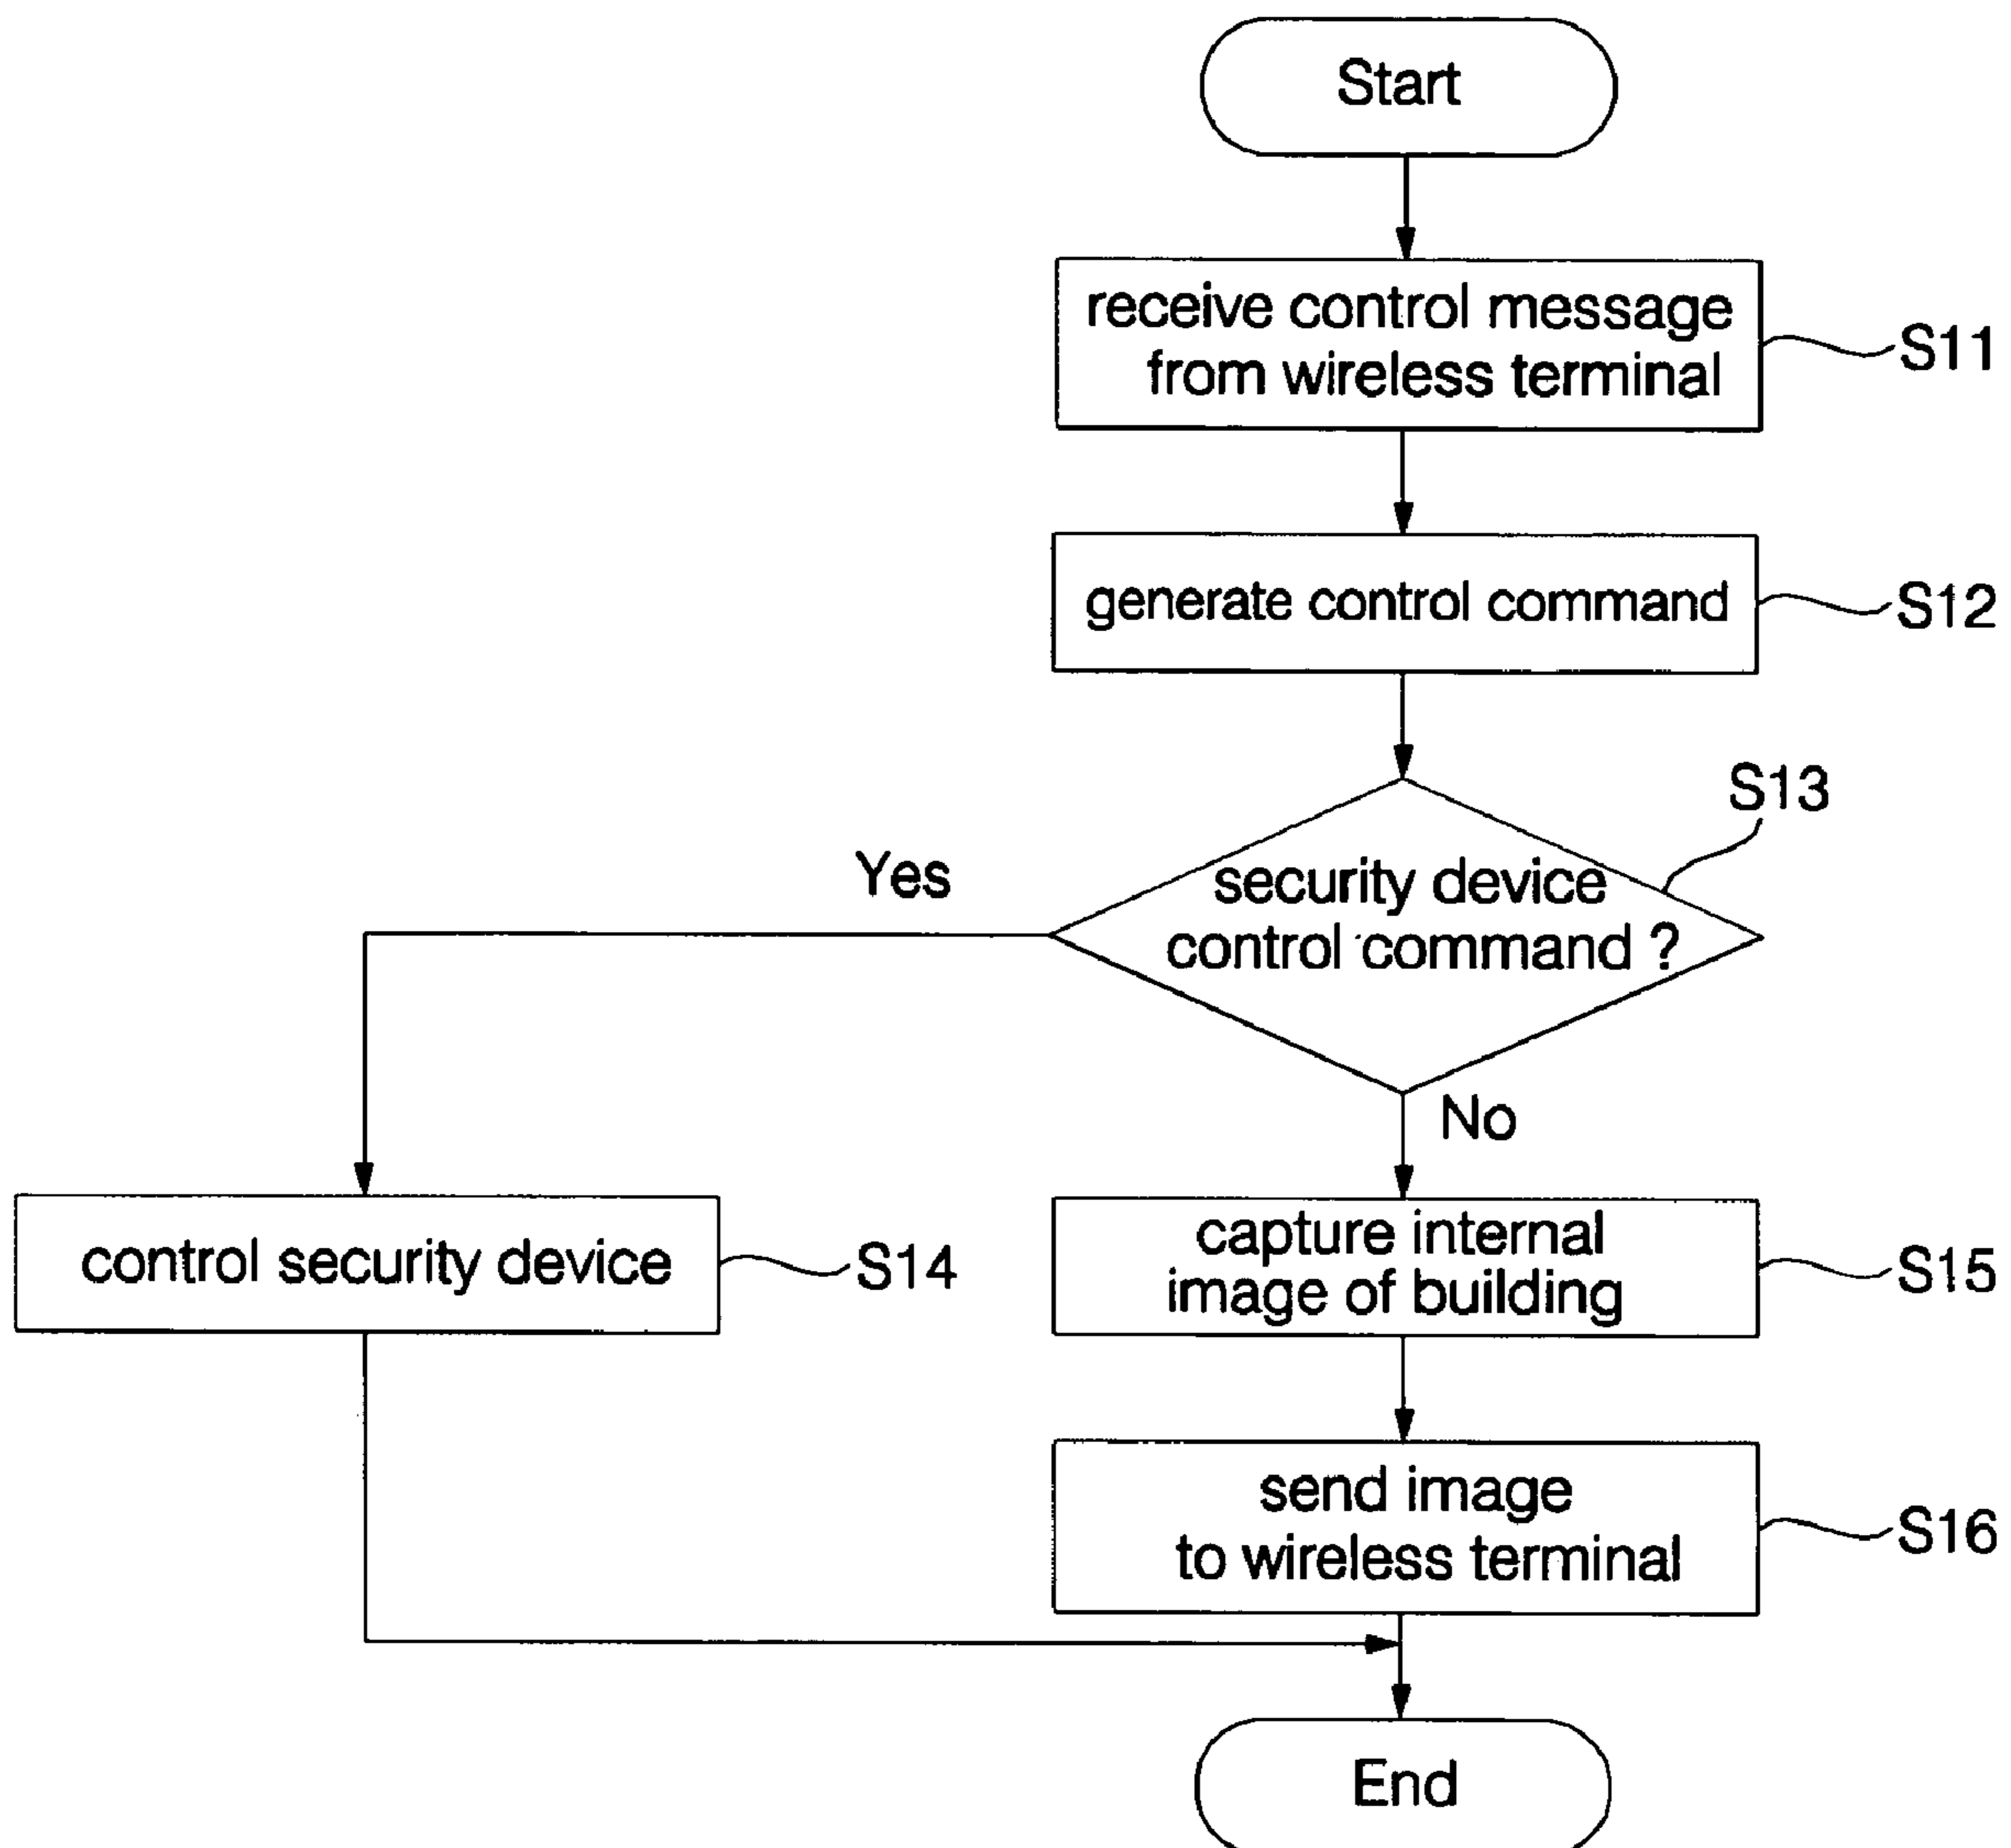 Start
receive control message
from wireless terminal
S11
generate control command
S12
S13
security device
control command ?
Yes
No
control security device
S14
capture internal
image of building
S15
send image
to wireless terminal
S16
End